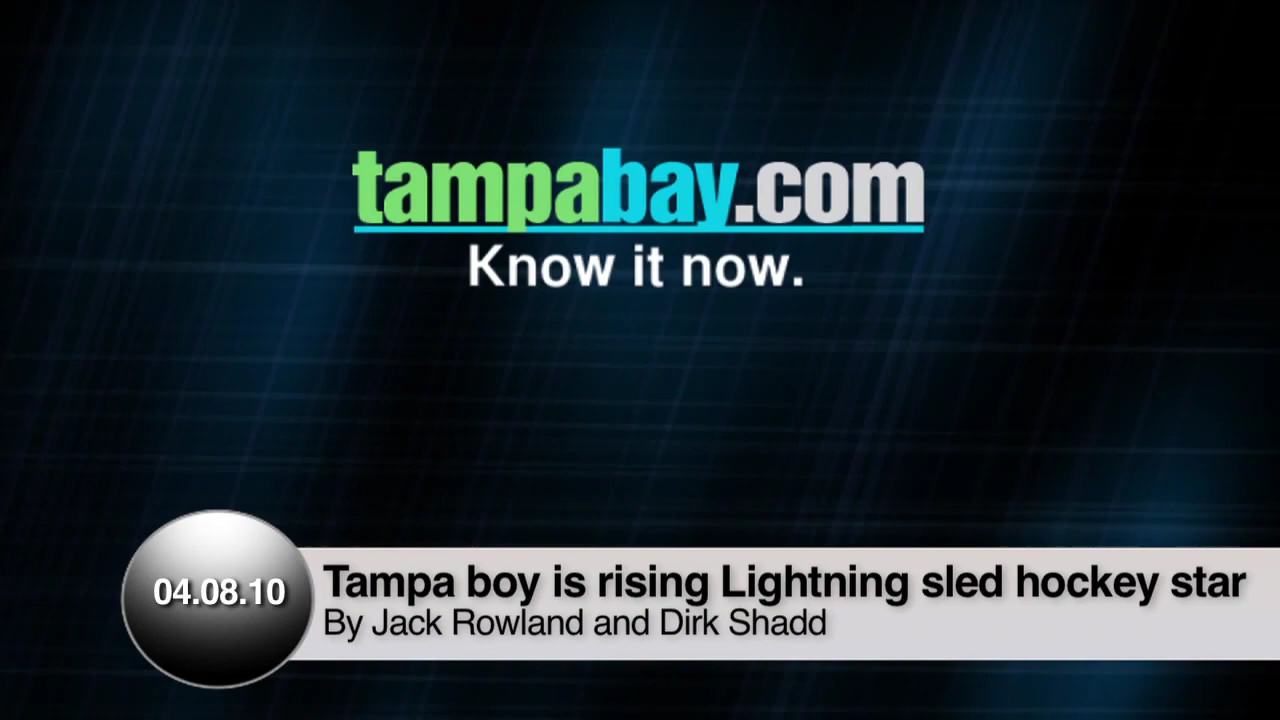 tampabay.com
Know it now.
04.08.10
Tampa boy is rising Lightning sled hockey star
By Jack Rowland and Dirk Shadd